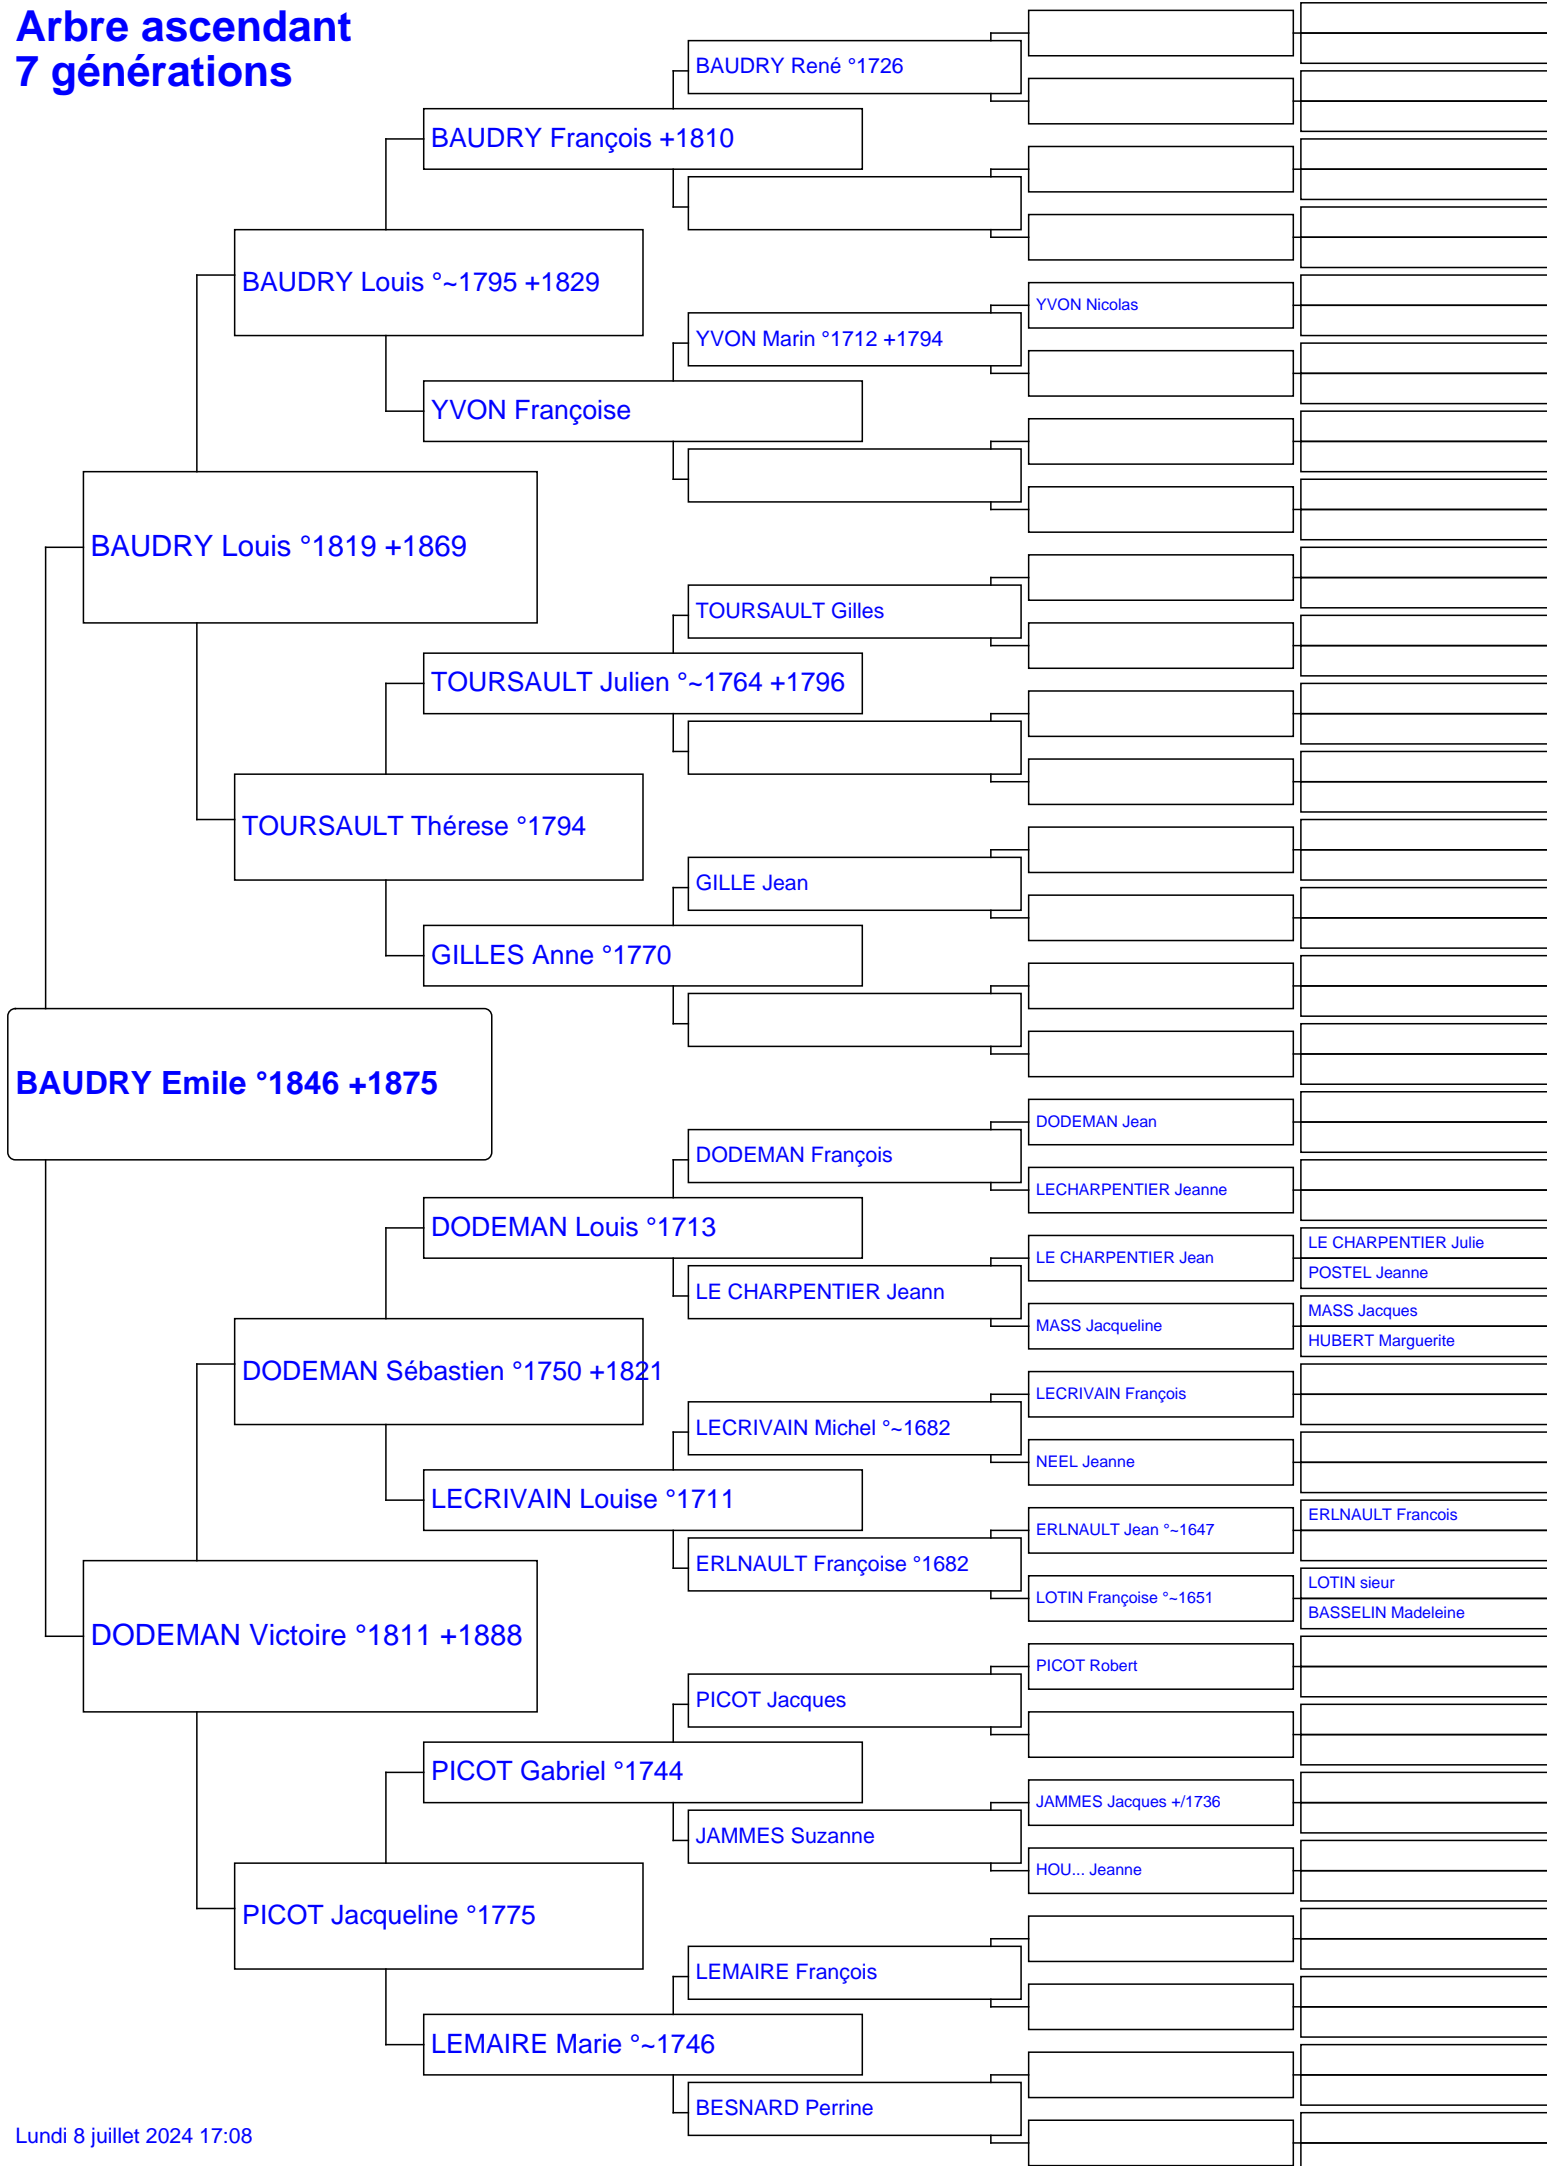 Arbre ascendant
7 générations
BAUDRY René °1726
BAUDRY François +1810
BAUDRY Louis °~1795 +1829
YVON Nicolas
YVON Marin °1712 +1794
YVON Françoise
BAUDRY Louis °1819 +1869
TOURSAULT Gilles
TOURSAULT Julien °~1764 +1796
TOURSAULT Thérese °1794
GILLE Jean
GILLES Anne °1770
BAUDRY Emile °1846 +1875
DODEMAN Jean
DODEMAN François
LECHARPENTIER Jeanne
DODEMAN Louis °1713
LE CHARPENTIER Julie
LE CHARPENTIER Jean
POSTEL Jeanne
LE CHARPENTIER Jeann
MASS Jacques
MASS Jacqueline
HUBERT Marguerite
DODEMAN Sébastien °1750 +1821
LECRIVAIN François
LECRIVAIN Michel °~1682
NEEL Jeanne
LECRIVAIN Louise °1711
ERLNAULT Francois
ERLNAULT Jean °~1647
ERLNAULT Françoise °1682
LOTIN sieur
LOTIN Françoise °~1651
BASSELIN Madeleine
DODEMAN Victoire °1811 +1888
PICOT Robert
PICOT Jacques
PICOT Gabriel °1744
JAMMES Jacques +/1736
JAMMES Suzanne
HOU... Jeanne
PICOT Jacqueline °1775
LEMAIRE François
LEMAIRE Marie °~1746
BESNARD Perrine
Lundi 8 juillet 2024 17:08